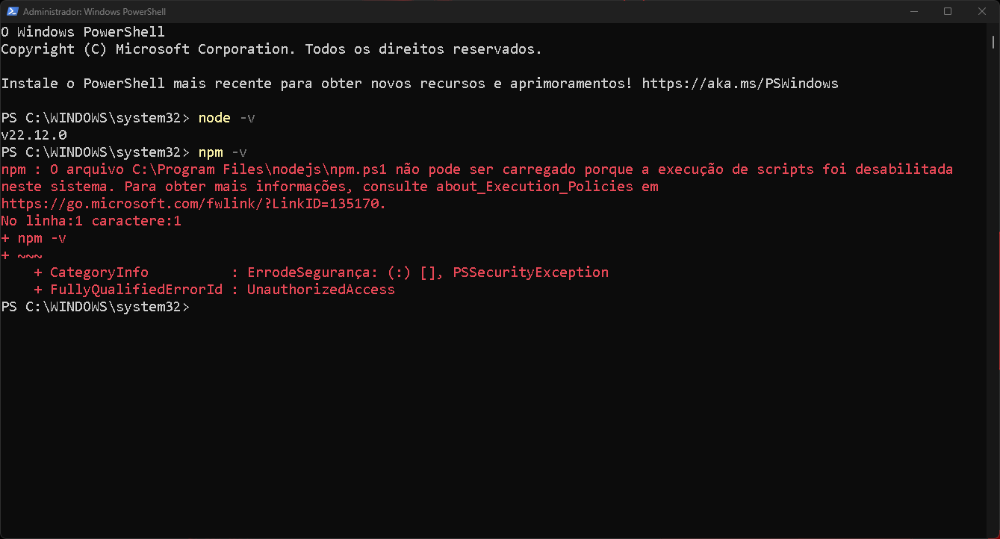 Administrador: Windows PowerShell
O Windows PowerShell
Copyright (C) Microsoft Corporation. Todos os direitos reservados.
Instale o PowerShell mais recente para obter novos recursos e aprimoramentos! https://aka.ms/PSWindows
PS C:\WINDOWS\system32> node -v
v22.12.0
PS C:\WINDOWS\system32> npm -v
npm : O arquivo C:\Program Files\nodejs\npm.ps1 não pode ser carregado porque a execução de scripts foi desabilitada
neste sistema. Para obter mais informações, consulte about_Execution_Policies em
https://go.microsoft.com/fwlink/?LinkID=135170.
No linha:1 caractere:1
+ npm -v
+ ~~~
    + CategoryInfo          : ErrodeSegurança: (:) [], PSSecurityException
    + FullyQualifiedErrorId : UnauthorizedAccess
PS C:\WINDOWS\system32>